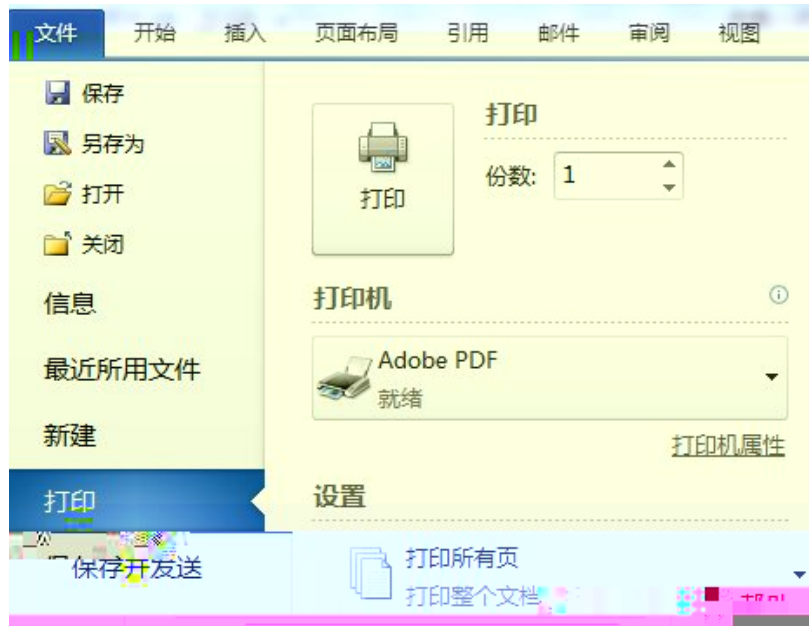 文件 开始 插入 页面布局 引用 邮件 审阅 视图
保存
另存为
打开
关闭
信息
最近所用文件
新建
打印
保存并发送
打印
打印
份数: 1
打印机
Adobe PDF
就绪
打印机属性
设置
打印所有页
打印整个文档